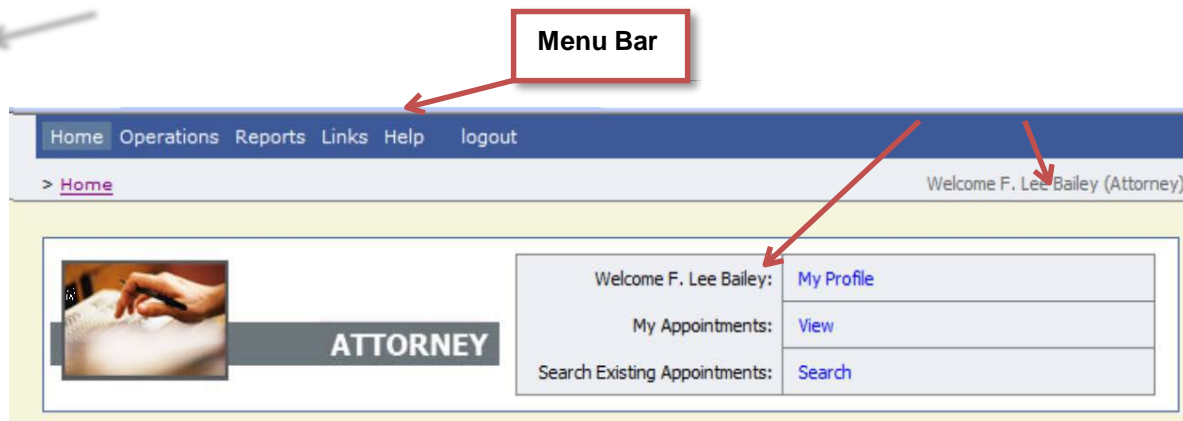 Menu Bar
Home Operations Reports Links Help logout
> Home Welcome F. Lee Bailey (Attorney)
Welcome F. Lee Bailey: My Profile
ATTORNEY
My Appointments: View
Search Existing Appointments: Search